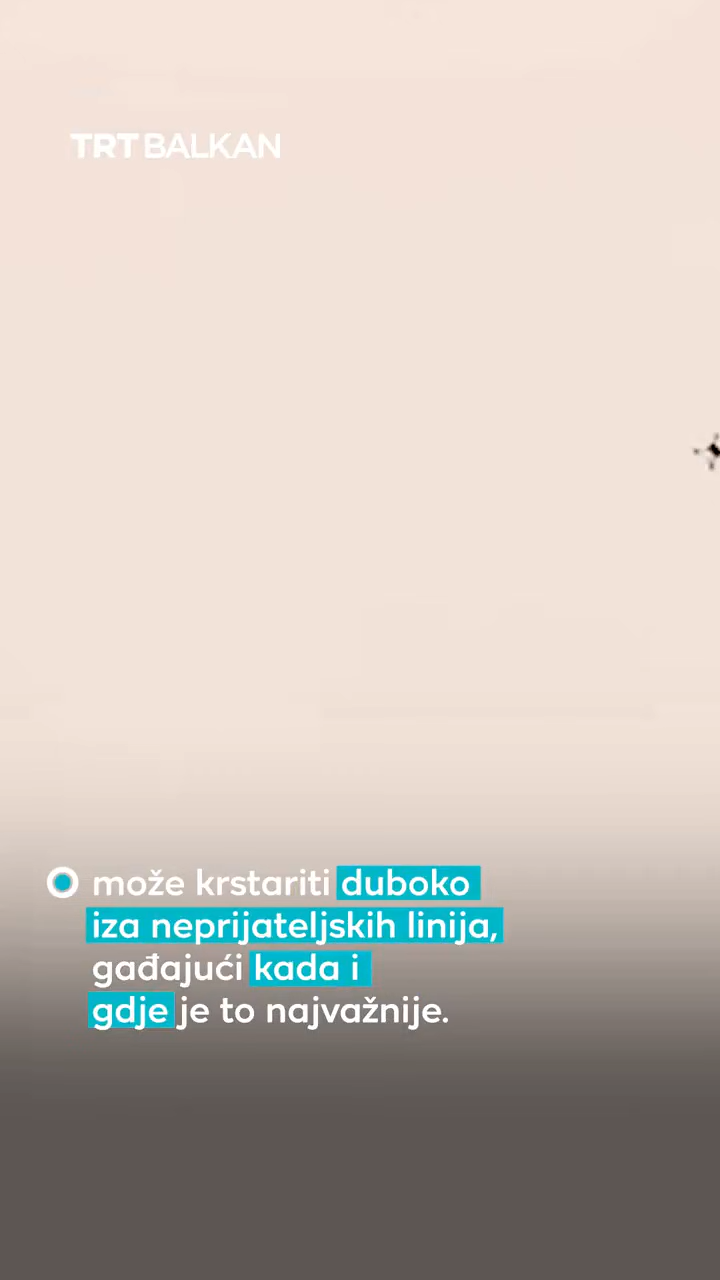 TRT BALKAN
može krstariti duboko
iza neprijateljskih linija,
gađajući kada i
gdje je to najvažnije.